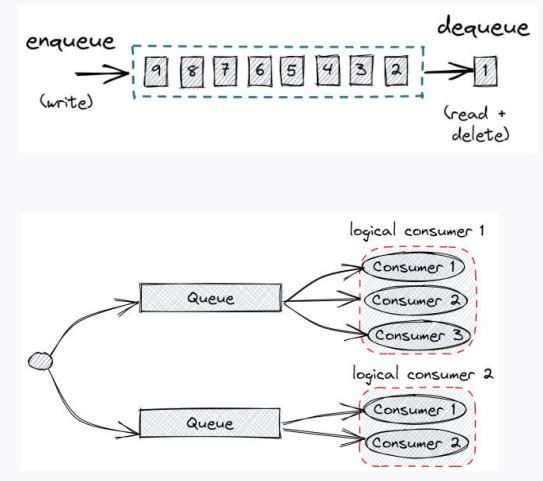 dequeue
enqueue
9 8 7 6 5 4 3 2
1
(write)
(read +
delete)
logical consumer 1
Consumer 1
Queue
Consumer 2
Consumer 3
logical consumer 2
Consumer 1
Queue
Consumer 2